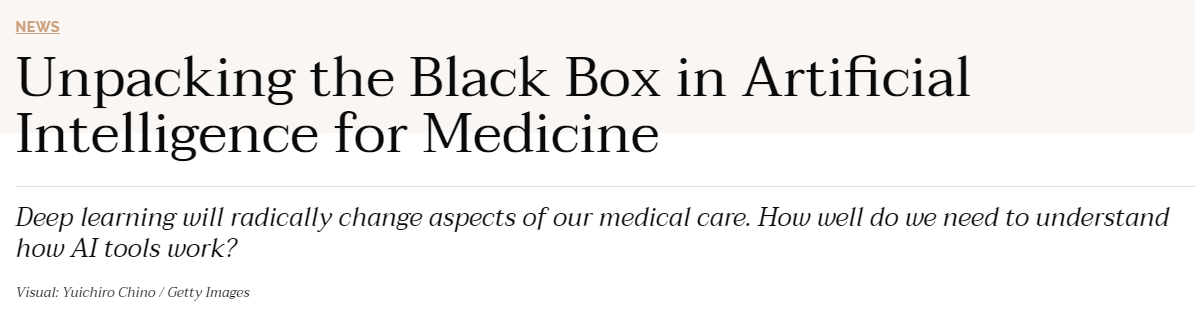 NEWS
Unpacking the Black Box in Artificial
Intelligence for Medicine
Deep learning will radically change aspects of our medical care. How well do we need to understand
how AI tools work?
Visual: Yuichiro Chino / Getty Images